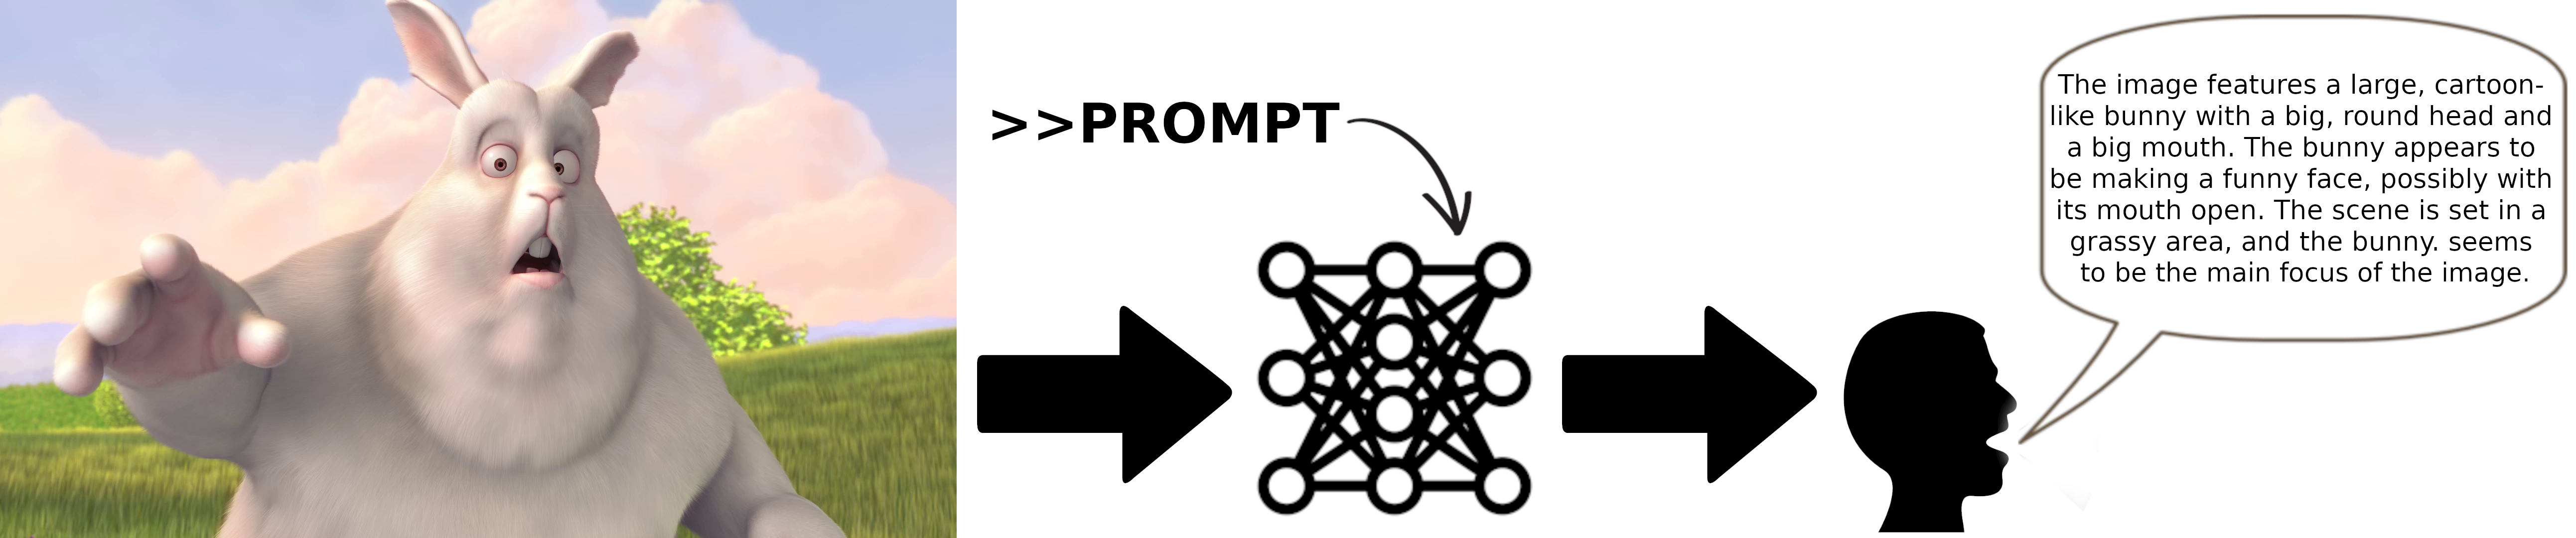 >>PROMPT
The image features a large, cartoon-
like bunny with a big, round head and
a big mouth. The bunny appears to
be making a funny face, possibly with
its mouth open. The scene is set in a
grassy area, and the bunny. seems
to be the main focus of the image.